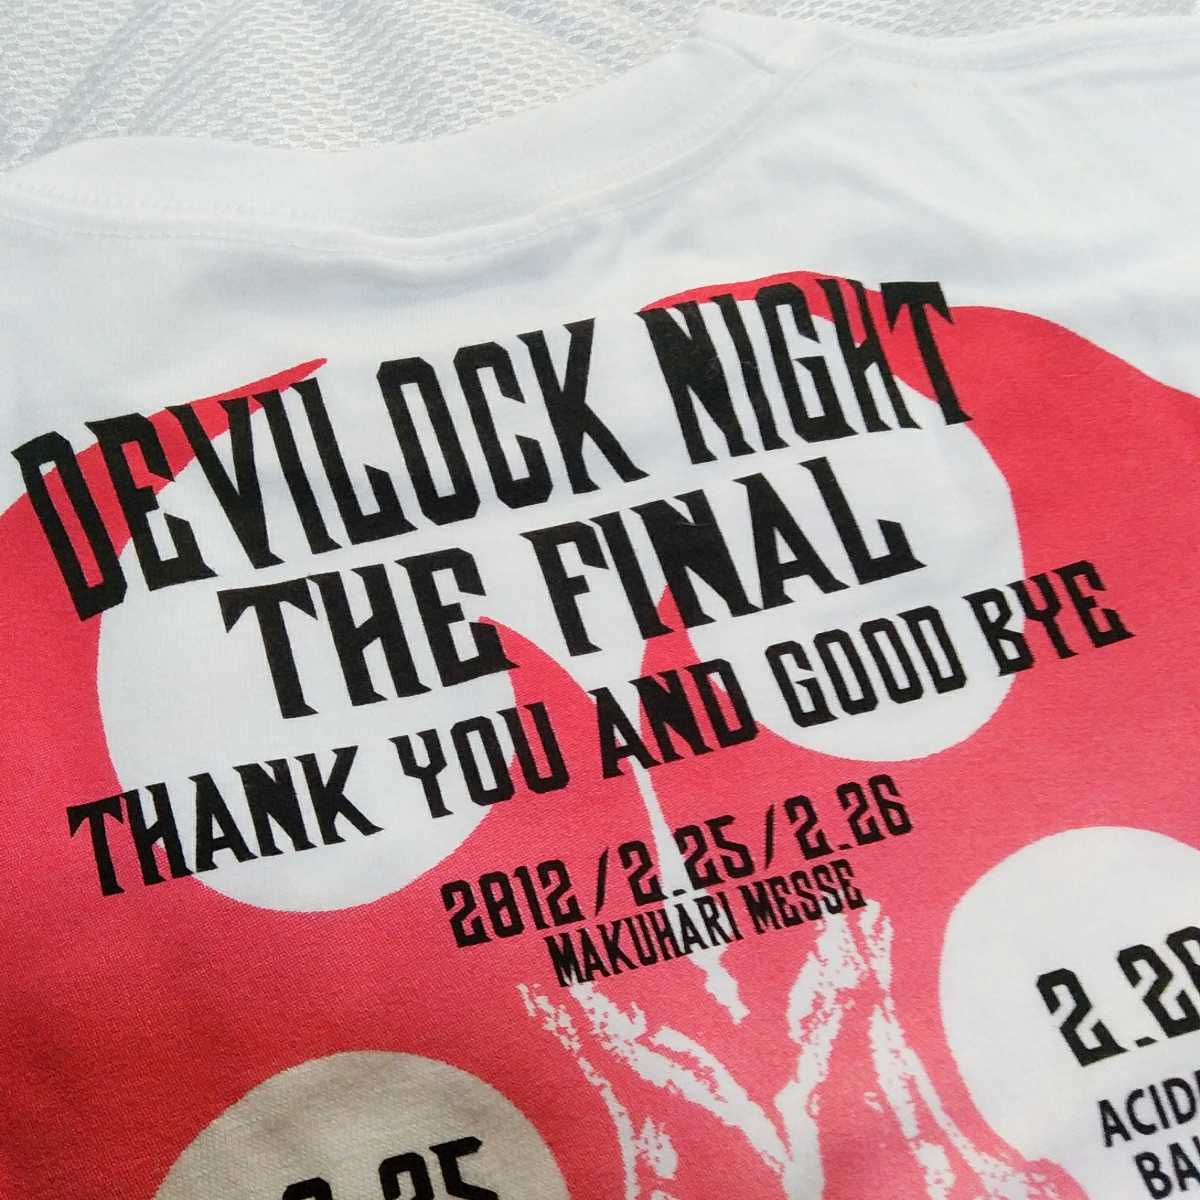 DEVILOCK NIGHT
THE FINAL
THANK YOU AND GOOD BYE
2012/2.25/2.26
MAKUHARI MESSE